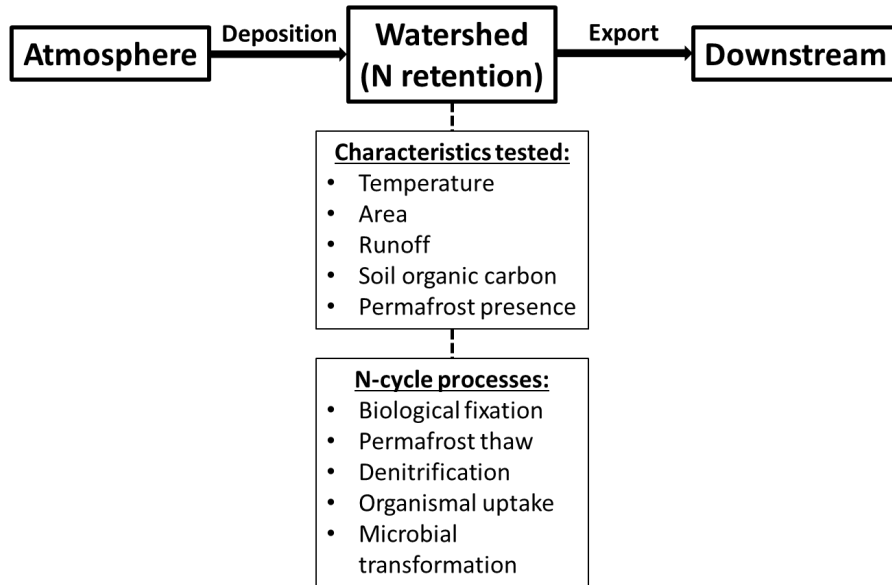 Atmosphere
Deposition
Watershed
(N retention)
Export
Downstream
Characteristics tested:
• Temperature
• Area
• Runoff
• Soil organic carbon
• Permafrost presence
N-cycle processes:
• Biological fixation
• Permafrost thaw
• Denitrification
• Organismal uptake
• Microbial
transformation